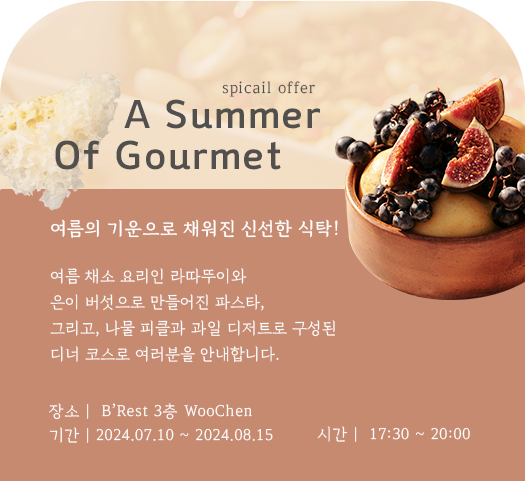 spicail offer
A Summer
Of Gourmet
여름의 기운으로 채워진 신선한 식탁!
여름 채소 요리인 라따뚜이와
은이 버섯으로 만들어진 파스타,
그리고, 나물 피클과 과일 디저트로 구성된
디너 코스로 여러분을 안내합니다.
장소 | B’Rest 3층 WooChen
기간 | 2024.07.10 ~ 2024.08.15 시간 | 17:30 ~ 20:00